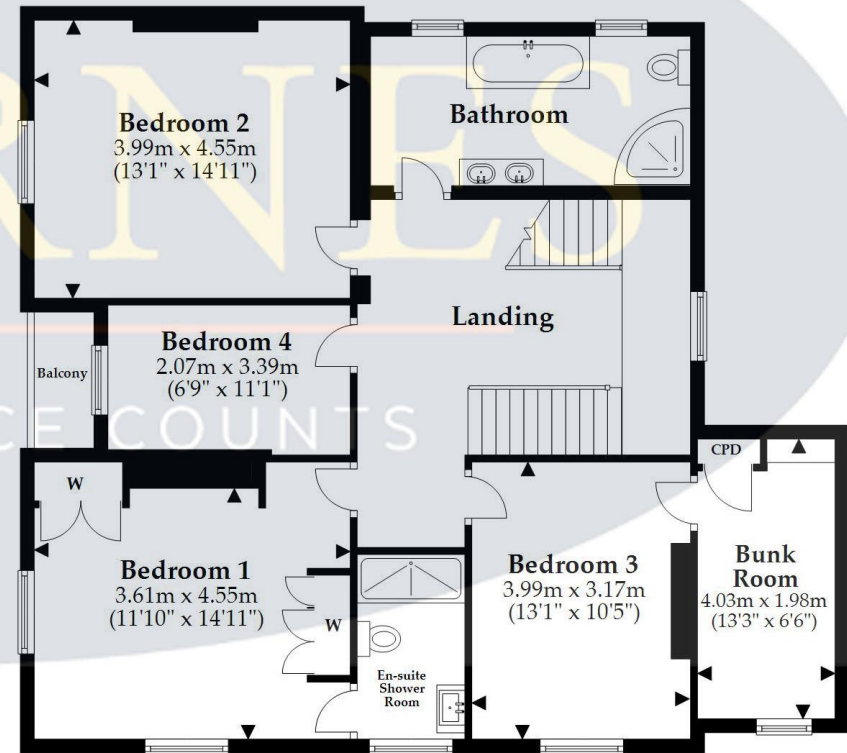 RNES
CE COUNTS
Bedroom 2
3.99m x 4.55m
(13'1" x 14'11")
Bathroom
Landing
Bedroom 4
2.07m x 3.39m
(6'9" x 11'1")
Balcony
W
CPD
Bedroom 1
3.61m x 4.55m
(11'10" x 14'11")
W
En-suite
Shower
Room
Bedroom 3
3.99m x 3.17m
(13'1" x 10'5")
Bunk
Room
4.03m x 1.98m
(13'3" x 6'6")